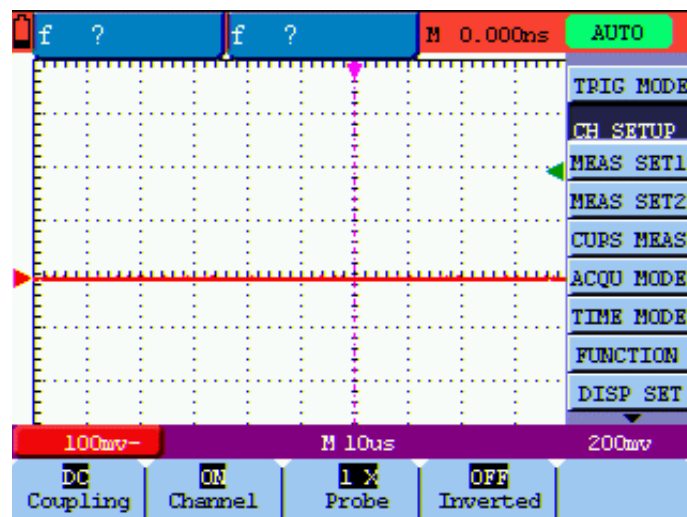 f ? f ? M 0.000ns AUTO
TRIG MODE
CH SETUP
MEAS SET1
MEAS SET2
CURS MEAS
ACQU MODE
TIME MODE
FUNCTION
DISP SET
100mv- M 10us 200mv
DC ON 1 X OFF
Coupling Channel Probe Inverted